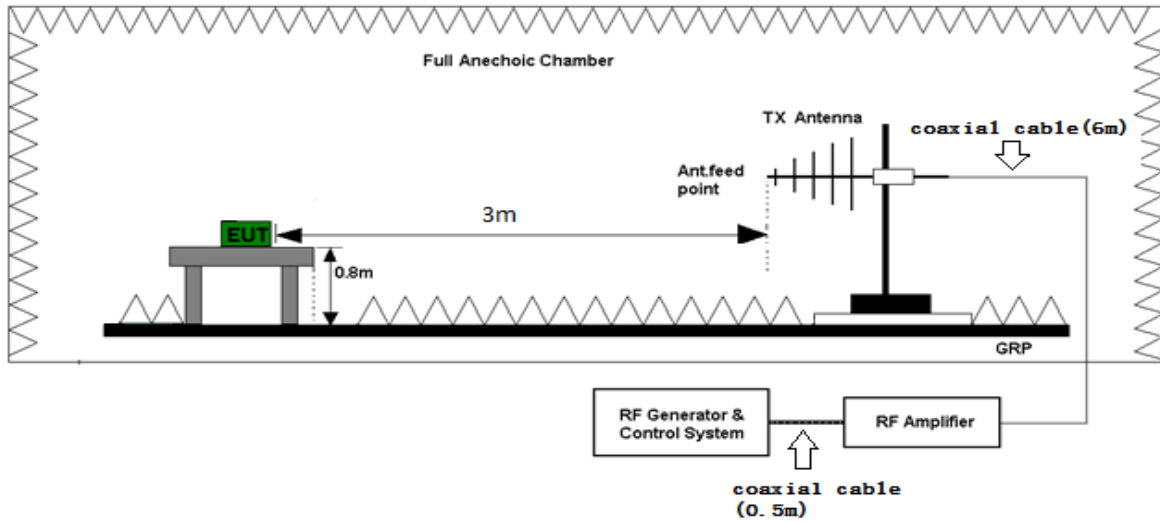 Full Anechoic Chamber
TX Antenna
coaxial cable(6m)
Ant.feed
point
3m
EUT
0.8m
GRP
RF Generator &
Control System
RF Amplifier
coaxial cable
(0.5m)